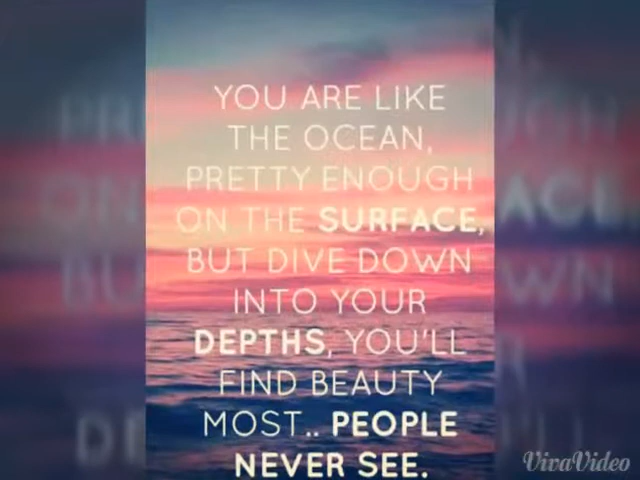 YOU ARE LIKE
THE OCEAN,
PRETTY ENOUGH
ON THE SURFACE,
BUT DIVE DOWN
INTO YOUR
DEPTHS, YOU'LL
FIND BEAUTY
MOST.. PEOPLE
NEVER SEE.
VivaVideo